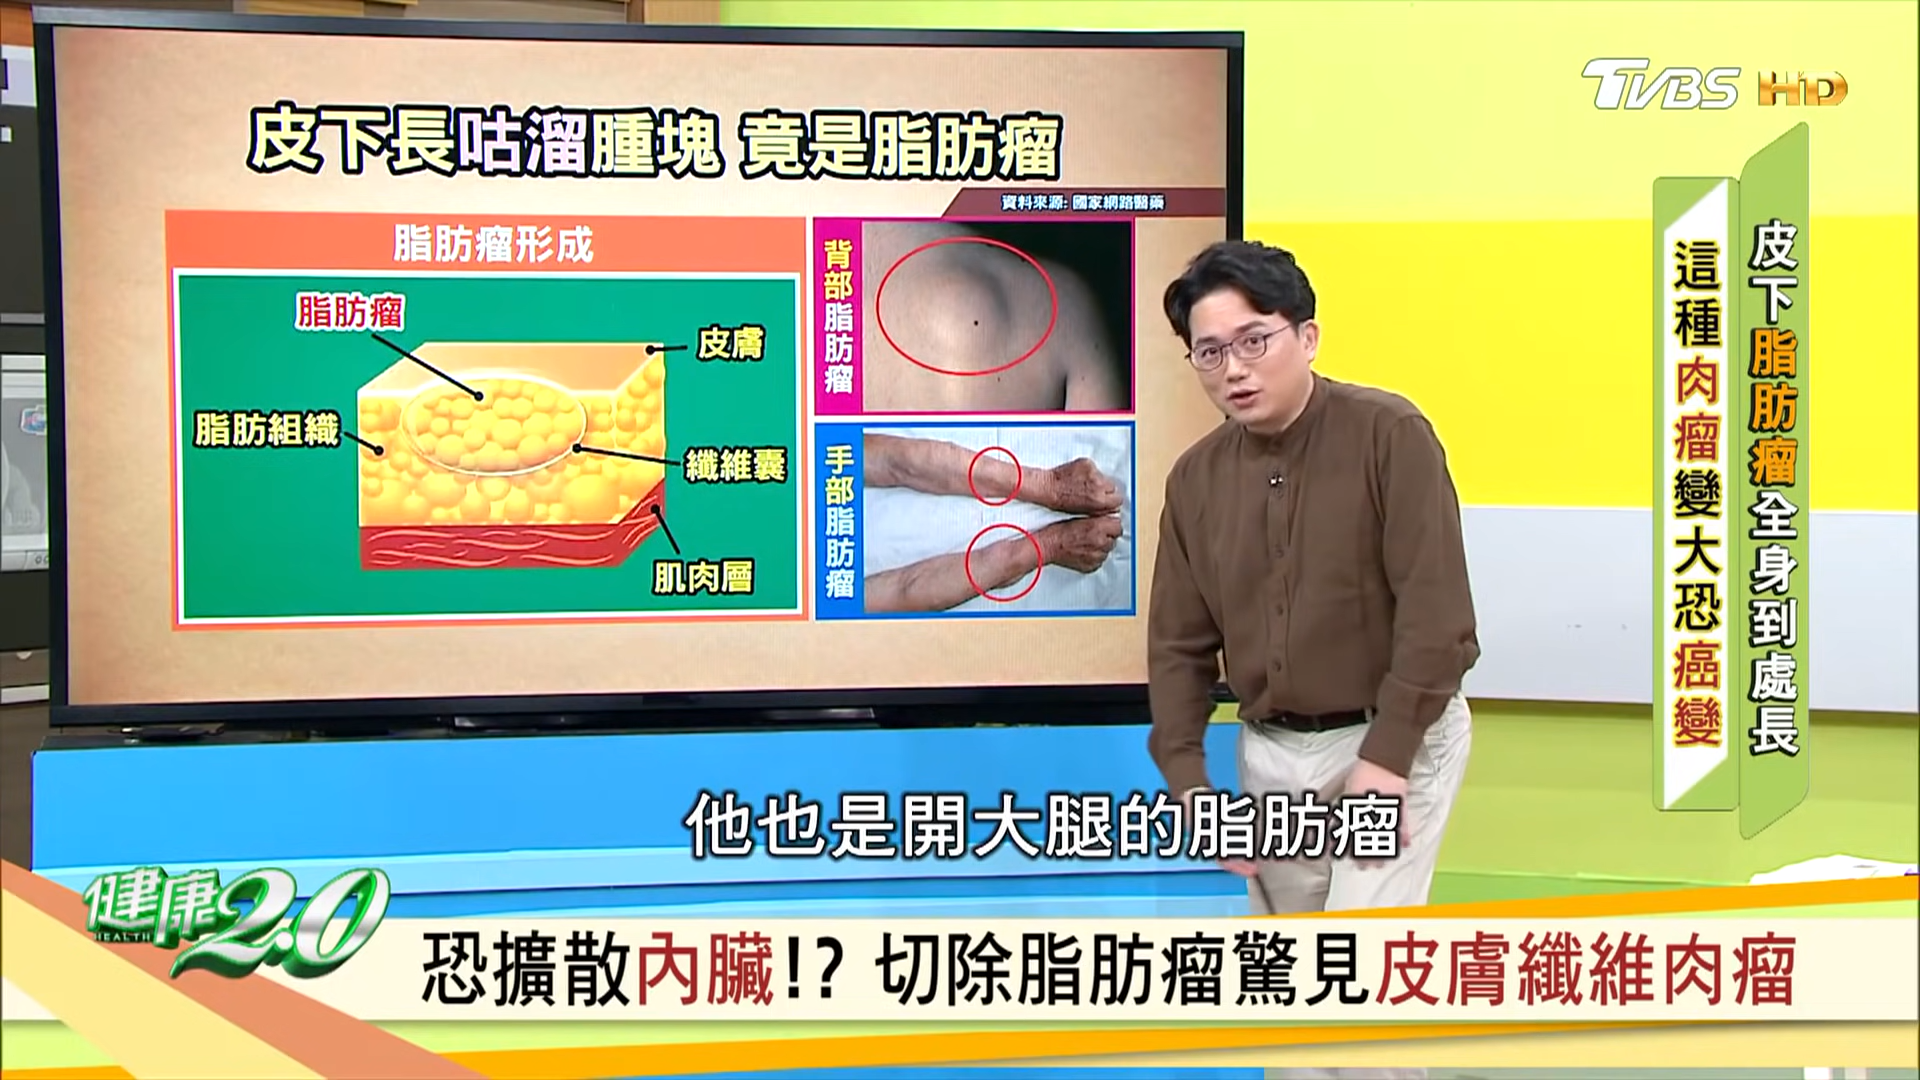 TVBS HD
皮下長咕溜腫塊 竟是脂肪瘤
資料來源: 國家網路醫藥
脂肪瘤形成
脂肪瘤
皮膚
脂肪組織
纖維囊
肌肉層
背部脂肪瘤
手部脂肪瘤
皮下脂肪瘤全身到處長
這種肉瘤變大恐癌變
他也是開大腿的脂肪瘤
健康2.0
HEALTH
恐擴散內臟!? 切除脂肪瘤驚見皮膚纖維肉瘤